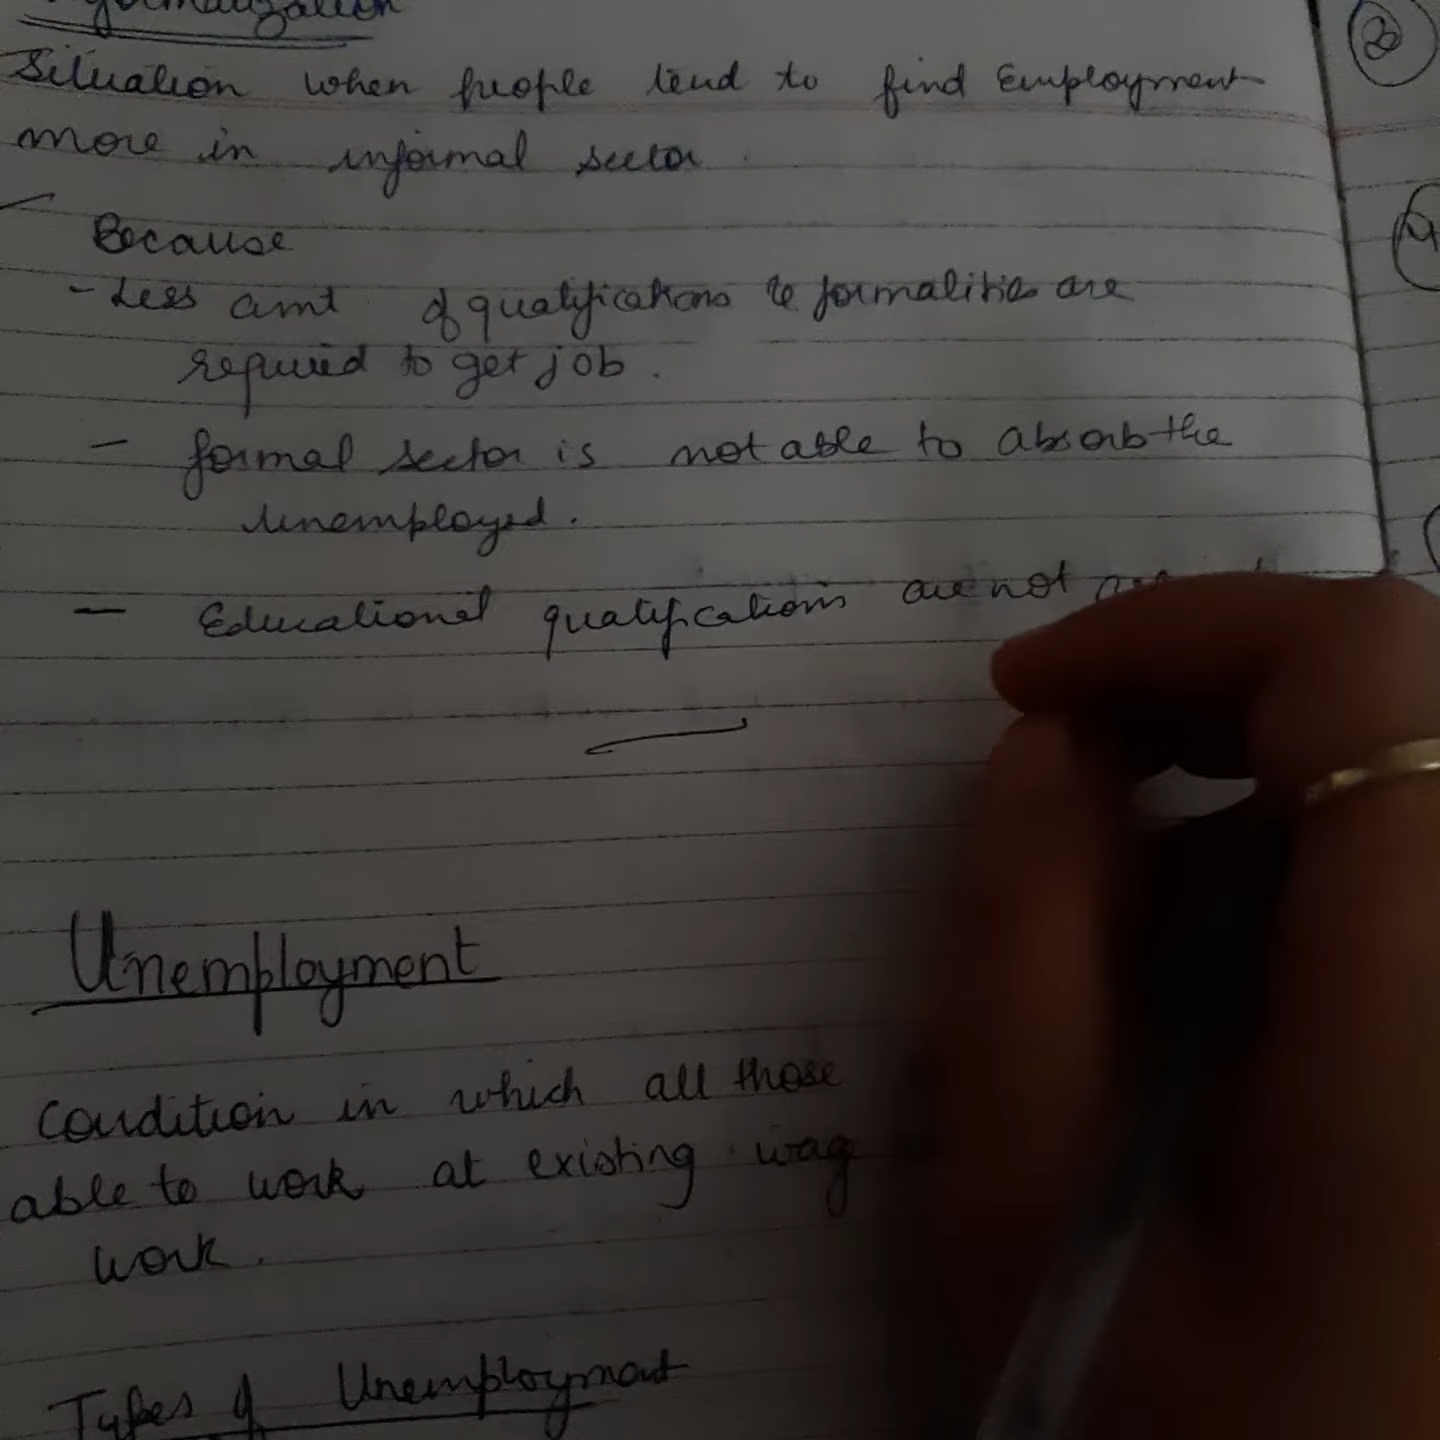 Situation when people tend to find Employment
more in informal sector.
Because
- Less amt of qualifications & formalities are
required to get job.
- formal sector is not able to absorb the
unemployed.
- Educational qualifications are not
Unemployment
Condition in which all those
able to work at existing wag
work.
Types of Unemployment